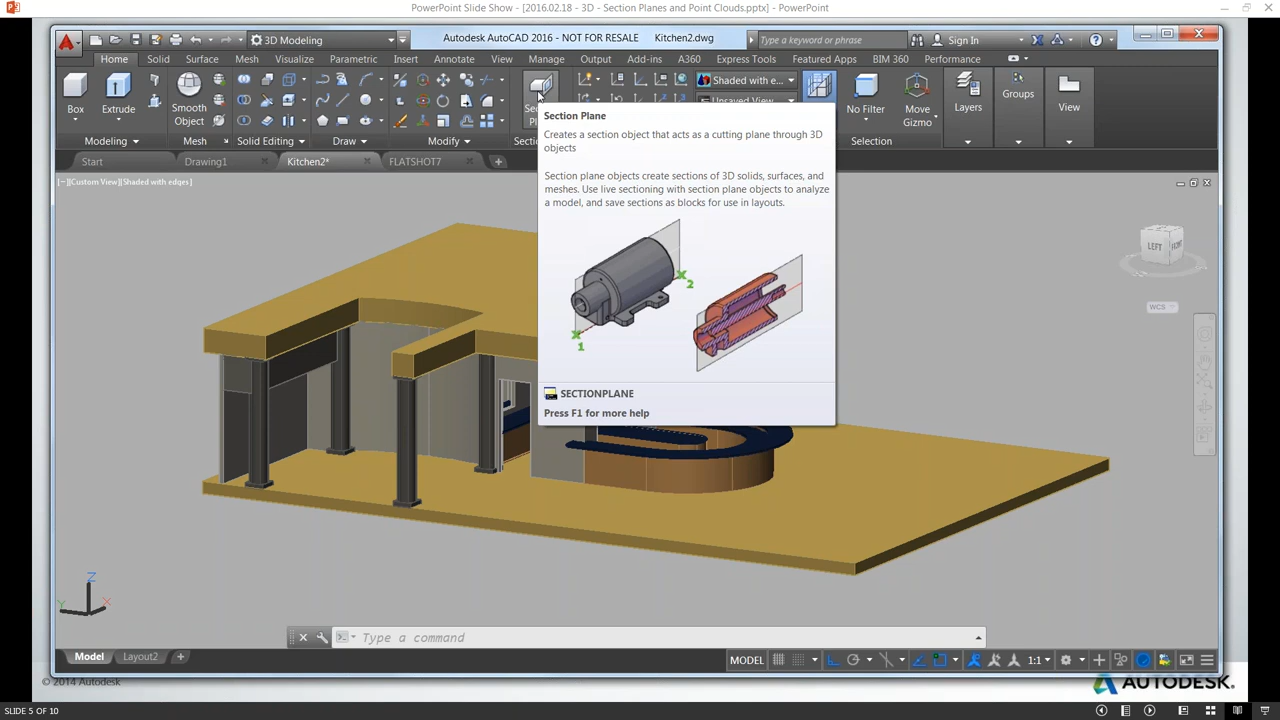 PowerPoint Slide Show - [2016.02.18 - 3D - Section Planes and Point Clouds.pptx] - PowerPoint
3D Modeling
Autodesk AutoCAD 2016 - NOT FOR RESALE Kitchen2.dwg
Type a keyword or phrase
Sign In
Home Solid Surface Mesh Visualize Parametric Insert Annotate View Manage Output Add-ins A360 Express Tools Featured Apps BIM 360 Performance
Box
Extrude
Smooth
Object
Shaded with e...
Unsaved View
No Filter
Move
Gizmo
Layers
Groups
View
Modeling Mesh Solid Editing Draw Modify Selection
Start Drawing1 Kitchen2* FLATSHOT7
[−][Custom View][Shaded with edges]
Section Plane
Creates a section object that acts as a cutting plane through 3D
objects
Section plane objects create sections of 3D solids, surfaces, and
meshes. Use live sectioning with section plane objects to analyze
a model, and save sections as blocks for use in layouts.
2
1
SECTIONPLANE
Press F1 for more help
LEFT
WCS
Z
Y
X
Type a command
Model Layout2
MODEL
1:1
© 2014 Autodesk
AUTODESK.
SLIDE 5 OF 10